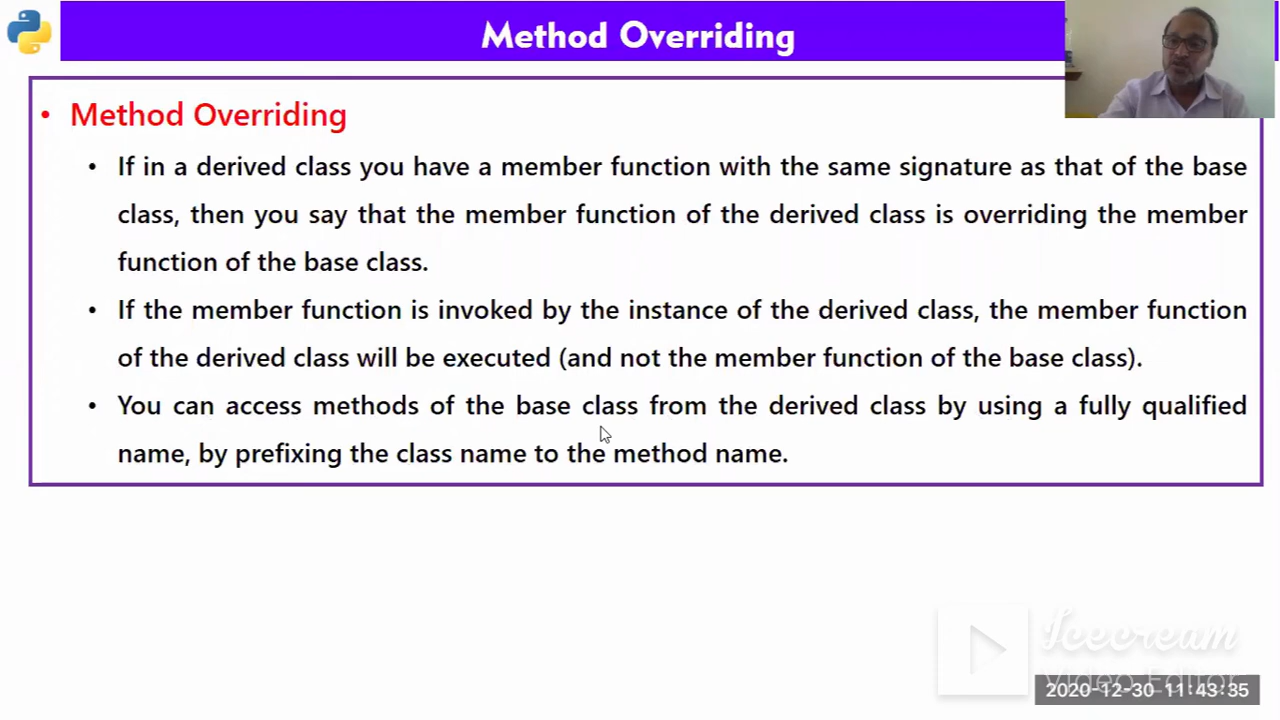 Method Overriding
• Method Overriding
• If in a derived class you have a member function with the same signature as that of the base
class, then you say that the member function of the derived class is overriding the member
function of the base class.
• If the member function is invoked by the instance of the derived class, the member function
of the derived class will be executed (and not the member function of the base class).
• You can access methods of the base class from the derived class by using a fully qualified
name, by prefixing the class name to the method name.
Icecream
Video Editor
2020-12-30 11:43:35